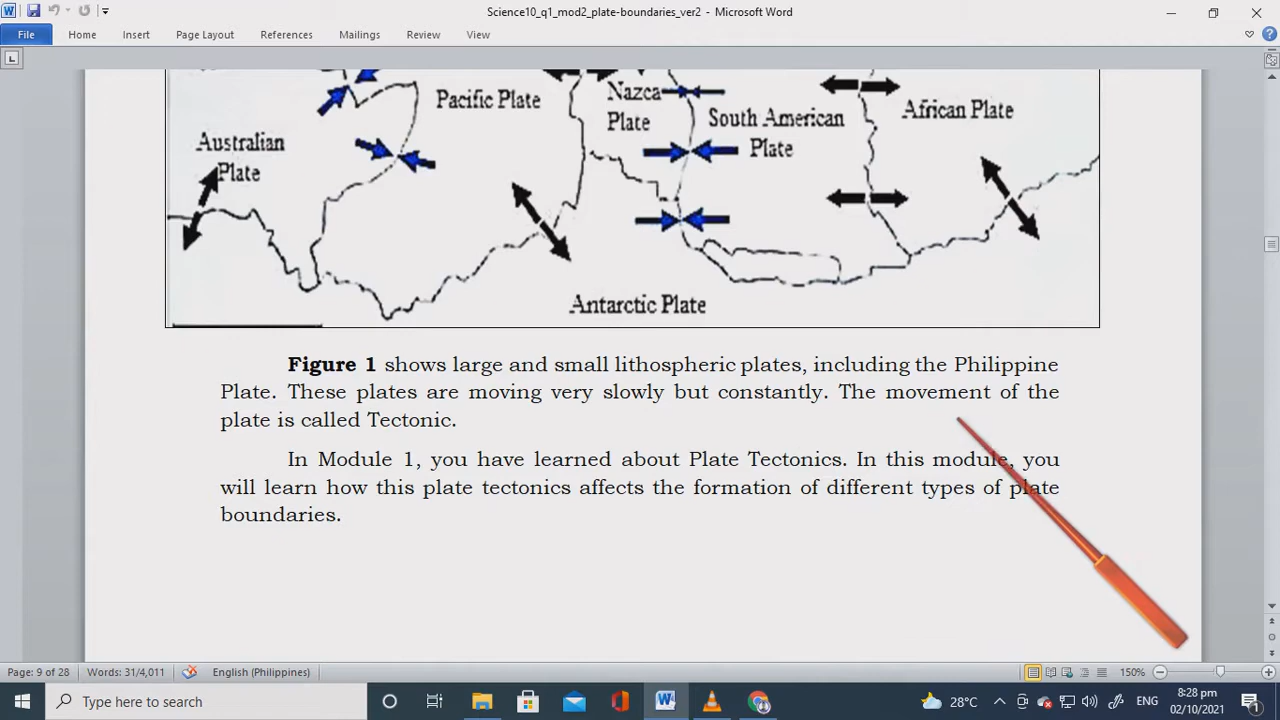 Science10_q1_mod2_plate-boundaries_ver2 - Microsoft Word
File Home Insert Page Layout References Mailings Review View
Pacific Plate
Nazca
Plate
South American
Plate
African Plate
Australian
Plate
Antarctic Plate
Figure 1 shows large and small lithospheric plates, including the Philippine
Plate. These plates are moving very slowly but constantly. The movement of the
plate is called Tectonic.
In Module 1, you have learned about Plate Tectonics. In this module, you
will learn how this plate tectonics affects the formation of different types of plate
boundaries.
Page: 9 of 28 Words: 31/4,011 English (Philippines) 150%
Type here to search 28°C ENG 8:28 pm
02/10/2021 1